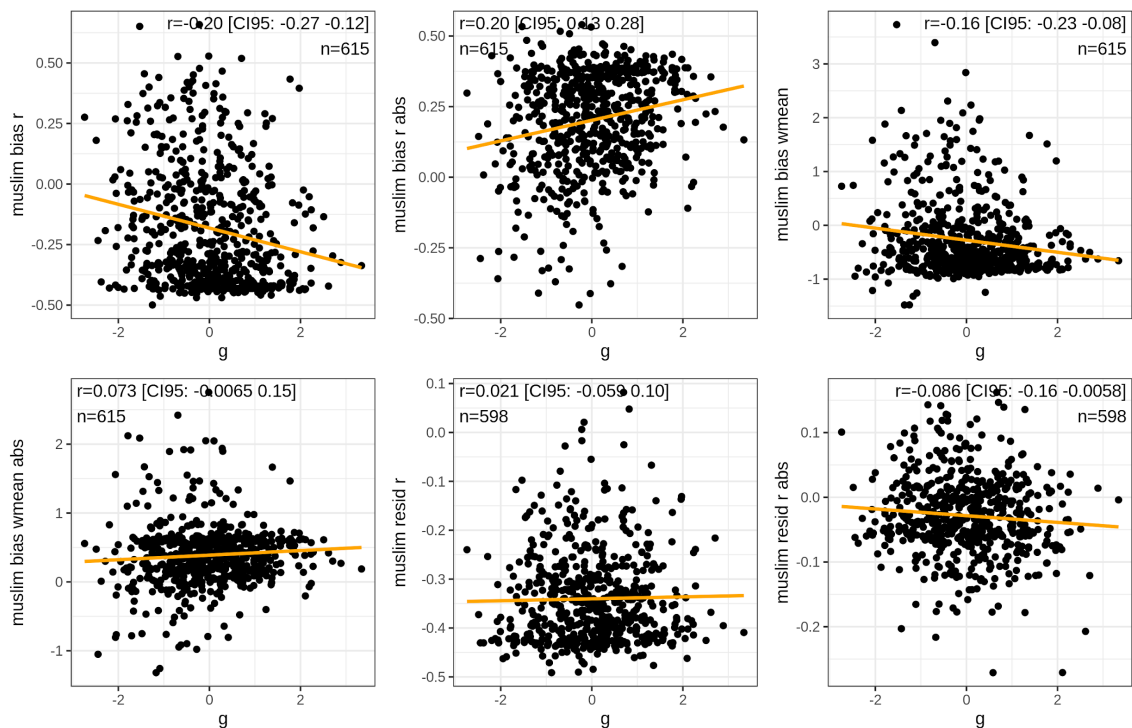 r=-0.20 [CI95: -0.27 -0.12]
n=615
0.50
0.25
0.00
-0.25
-0.50
muslim bias r
-2
0
2
g
r=0.20 [CI95: 0.13 0.28]
n=615
0.50
0.25
0.00
-0.25
-0.50
muslim bias r abs
-2
0
2
g
r=-0.16 [CI95: -0.23 -0.08]
n=615
3
2
1
0
-1
muslim bias wmean
-2
0
2
g
r=0.073 [CI95: -0.0065 0.15]
n=615
2
1
0
-1
muslim bias wmean abs
-2
0
2
g
r=0.021 [CI95: -0.059 0.10]
n=598
0.1
0.0
-0.1
-0.2
-0.3
-0.4
-0.5
muslim resid r
-2
0
2
g
r=-0.086 [CI95: -0.16 -0.0058]
n=598
0.1
0.0
-0.1
-0.2
muslim resid r abs
-2
0
2
g